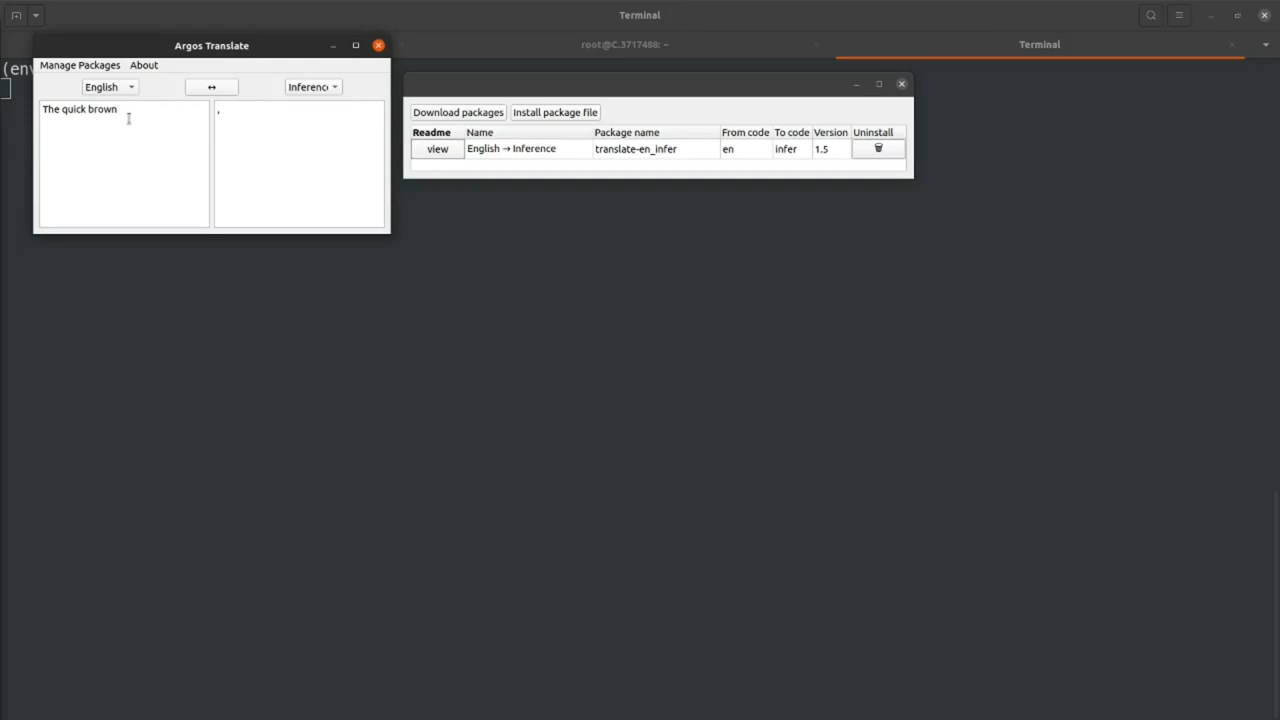 Terminal
root@C.3717488: ~
Terminal
(env
Argos Translate
Manage Packages About
English ↔ Inferenc
The quick brown
,
Download packages Install package file
Readme Name Package name From code To code Version Uninstall
view English → Inference translate-en_infer en infer 1.5